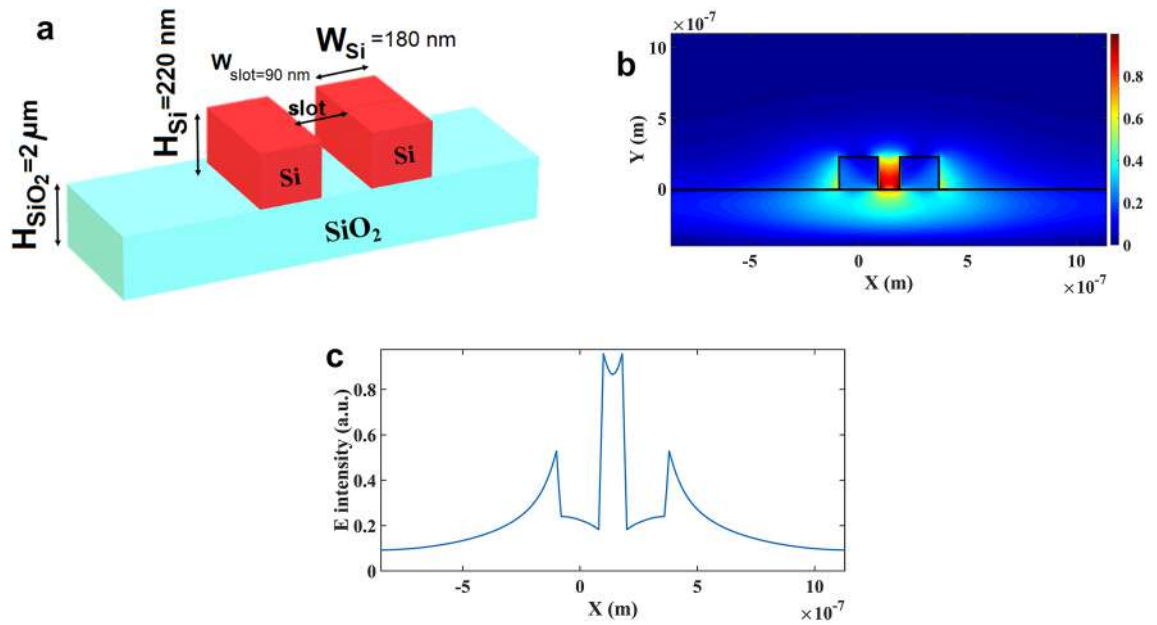 a
H_Si=220 nm
W_slot=90 nm
W_Si =180 nm
slot
Si
Si
H_SiO2=2 μm
SiO2
b
×10⁻⁷
10
5
0
Y (m)
-5
0
5
10
X (m)
×10⁻⁷
0.8
0.6
0.4
0.2
0
c
0.8
0.6
0.4
0.2
0
E intensity (a.u.)
-5
0
5
10
X (m)
×10⁻⁷